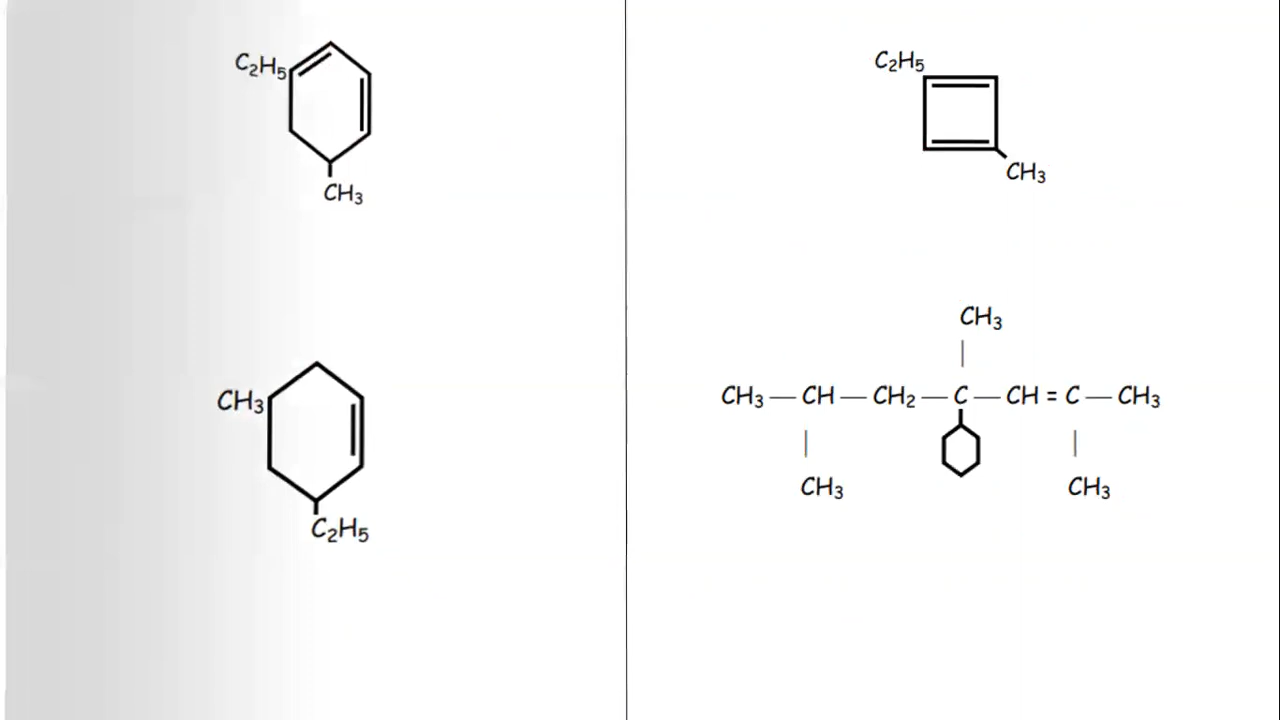 C₂H₅
CH₃
CH₃
C₂H₅
C₂H₅
CH₃
CH₃
|
CH₃ — CH — CH₂ — C — CH = C — CH₃
| |
CH₃ CH₃